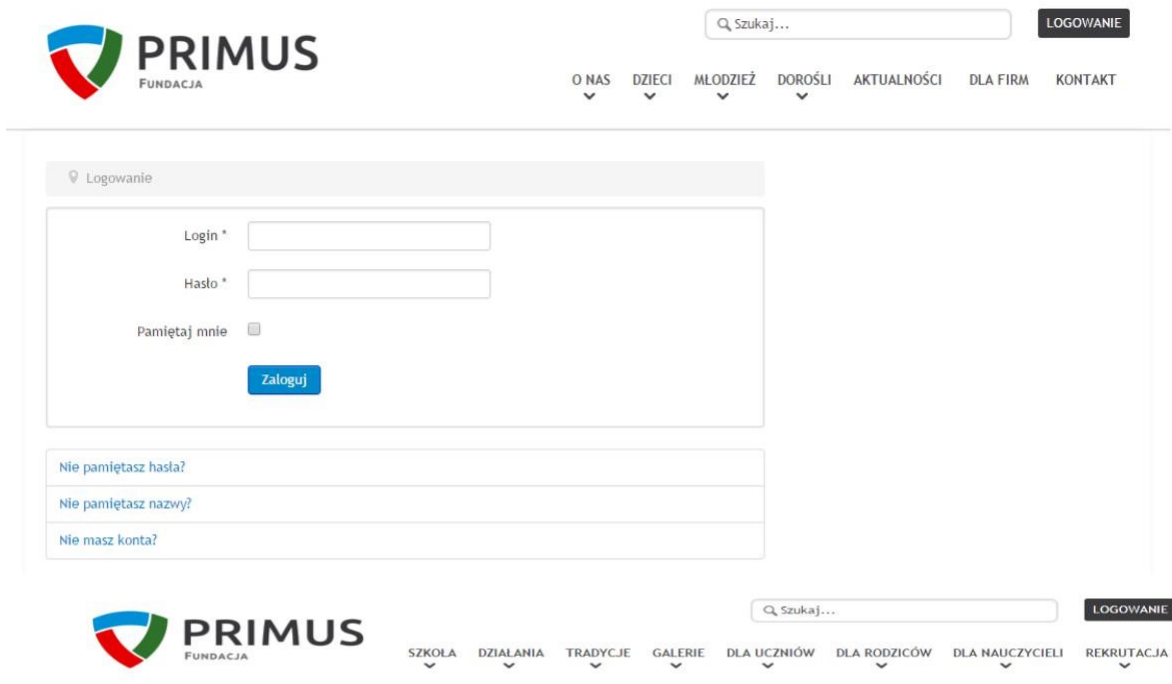 Szukaj...
LOGOWANIE
PRIMUS
FUNDACJA
O NAS DZIECI MŁODZIEŻ DOROŚLI AKTUALNOŚCI DLA FIRM KONTAKT
Logowanie
Login *
Hasło *
Pamiętaj mnie
Zaloguj
Nie pamiętasz hasła?
Nie pamiętasz nazwy?
Nie masz konta?
Szukaj...
LOGOWANIE
PRIMUS
FUNDACJA
SZKOŁA DZIAŁANIA TRADYCJE GALERIE DLA UCZNIÓW DLA RODZICÓW DLA NAUCZYCIELI REKRUTACJA